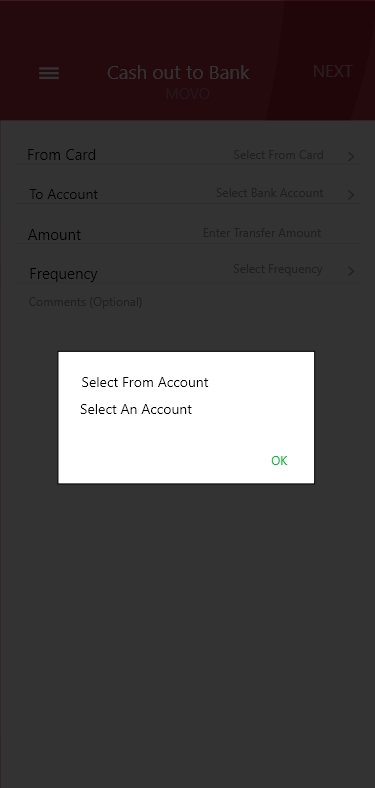 Cash out to Bank
NEXT
MOVO
From Card
Select From Card
To Account
Select Bank Account
Amount
Enter Transfer Amount
Frequency
Select Frequency
Comments (Optional)
Select From Account
Select An Account
OK